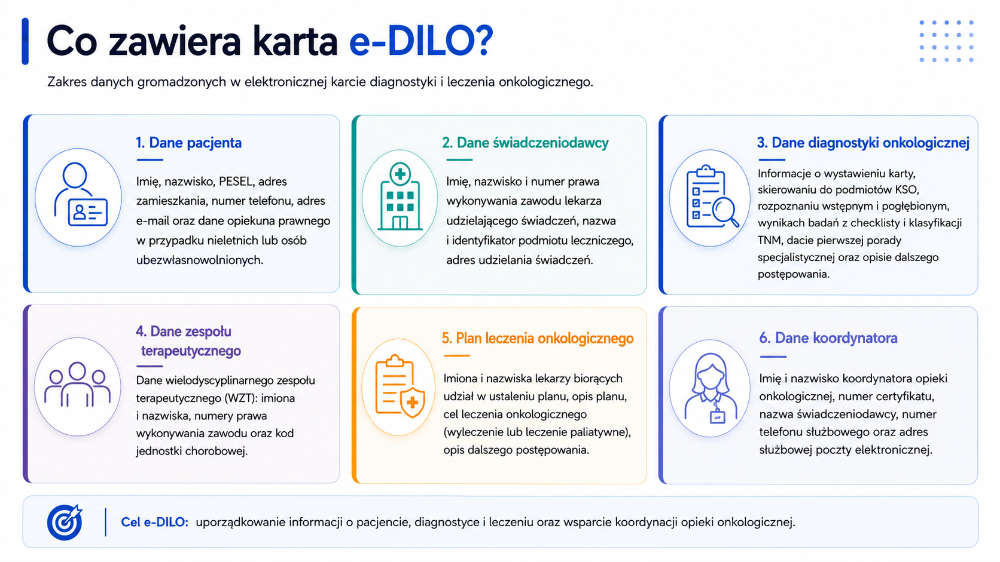 Co zawiera karta e-DILO?
Zakres danych gromadzonych w elektronicznej karcie diagnostyki i leczenia onkologicznego.
1. Dane pacjenta
Imię, nazwisko, PESEL, adres
zamieszkania, numer telefonu, adres
e-mail oraz dane opiekuna prawnego
w przypadku nieletnich lub osób
ubezwłasnowolnionych.
2. Dane świadczeniodawcy
Imię, nazwisko i numer prawa
wykonywania zawodu lekarza
udzielającego świadczeń, nazwa
i identyfikator podmiotu leczniczego,
adres udzielania świadczeń.
3. Dane diagnostyki onkologicznej
Informacje o wystawieniu karty,
skierowaniu do podmiotów KSO,
rozpoznaniu wstępnym i pogłębionym,
wynikach badań z checklisty i klasyfikacji
TNM, dacie pierwszej porady
specjalistycznej oraz opisie dalszego
postępowania.
4. Dane zespołu
terapeutycznego
Dane wielodyscyplinarnego zespołu
terapeutycznego (WZT): imiona
i nazwiska, numery prawa
wykonywania zawodu oraz kod
jednostki chorobowej.
5. Plan leczenia onkologicznego
Imiona i nazwiska lekarzy biorących
udział w ustaleniu planu, opis planu,
cel leczenia onkologicznego
(wyleczenie lub leczenie paliatywne),
opis dalszego postępowania.
6. Dane koordynatora
Imię i nazwisko koordynatora opieki
onkologicznej, numer certyfikatu,
nazwa świadczeniodawcy, numer
telefonu służbowego oraz adres
służbowej poczty elektronicznej.
Cel e-DILO: uporządkowanie informacji o pacjencie, diagnostyce i leczeniu oraz wsparcie koordynacji opieki onkologicznej.